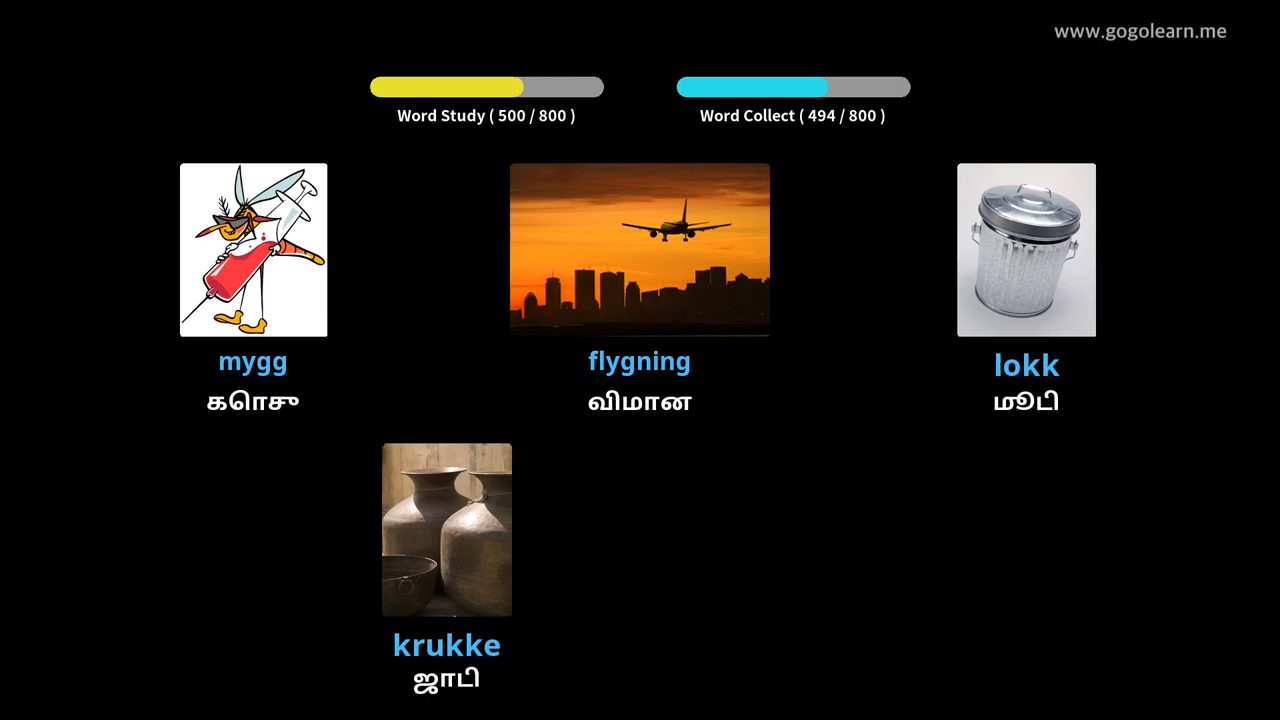 www.gogolearn.me
Word Study ( 500 / 800 )
Word Collect ( 494 / 800 )
mygg
கொசு
flygning
விமான
lokk
மூடி
krukke
ஜாடி